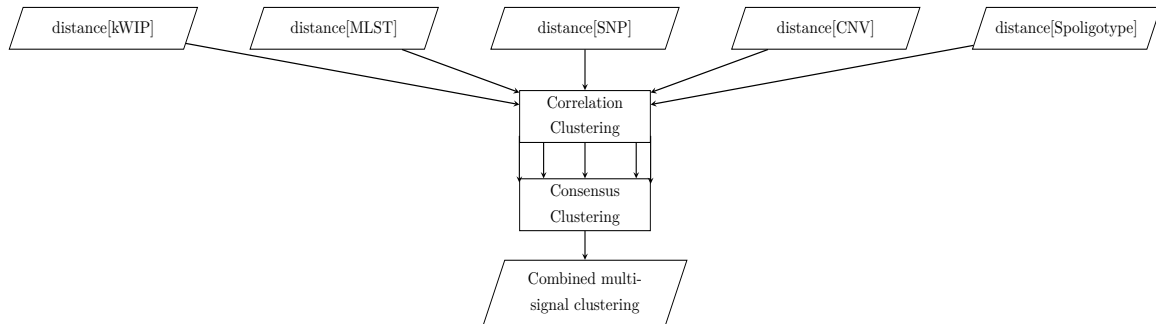 distance[kWIP]
distance[MLST]
distance[SNP]
distance[CNV]
distance[Spoligotype]
Correlation
Clustering
Consensus
Clustering
Combined multi-
signal clustering